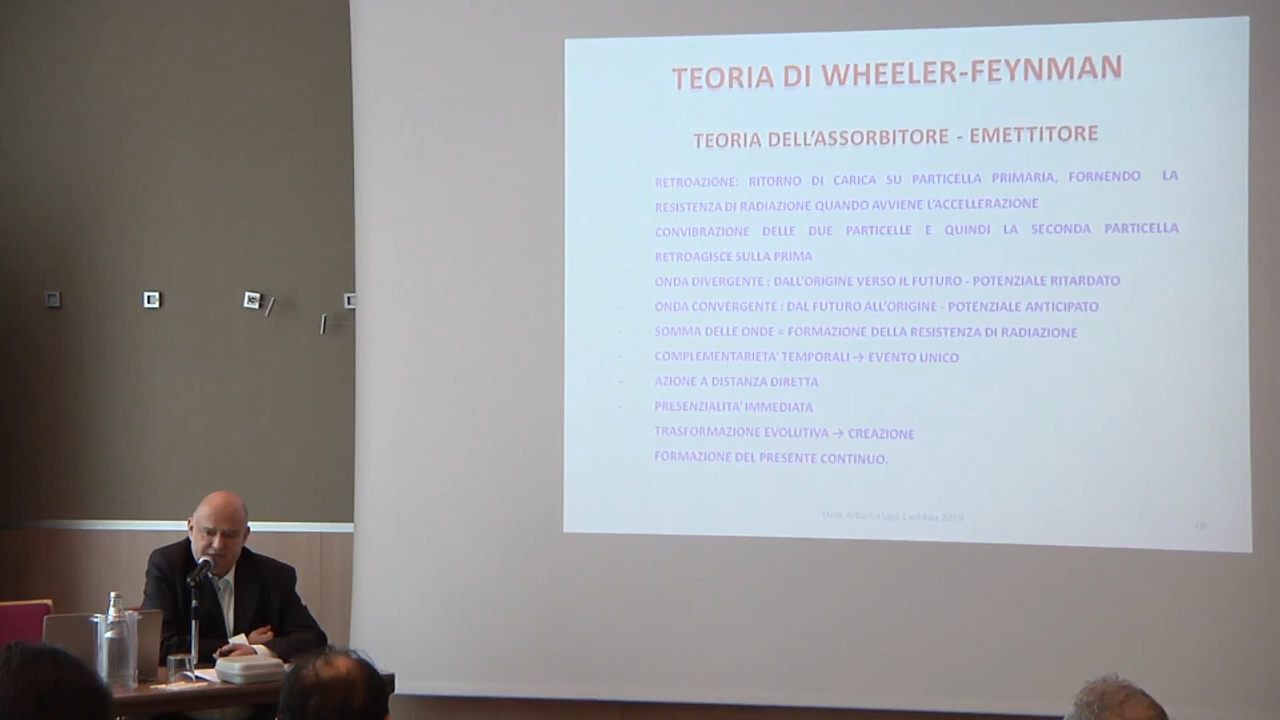 TEORIA DI WHEELER-FEYNMAN
TEORIA DELL'ASSORBITORE - EMETTITORE
RETROAZIONE: RITORNO DI CARICA SU PARTICELLA PRIMARIA, FORNENDO LA
RESISTENZA DI RADIAZIONE QUANDO AVVIENE L'ACCELLERAZIONE
CONVIBRAZIONE DELLE DUE PARTICELLE E QUINDI LA SECONDA PARTICELLA
RETROAGISCE SULLA PRIMA
ONDA DIVERGENTE : DALL'ORIGINE VERSO IL FUTURO - POTENZIALE RITARDATO
ONDA CONVERGENTE : DAL FUTURO ALL'ORIGINE - POTENZIALE ANTICIPATO
- SOMMA DELLE ONDE = FORMAZIONE DELLA RESISTENZA DI RADIAZIONE
- COMPLEMENTARIETA' TEMPORALI → EVENTO UNICO
- AZIONE A DISTANZA DIRETTA
- PRESENZIALITA' IMMEDIATA
TRASFORMAZIONE EVOLUTIVA → CREAZIONE
FORMAZIONE DEL PRESENTE CONTINUO.
Dott. Ugo